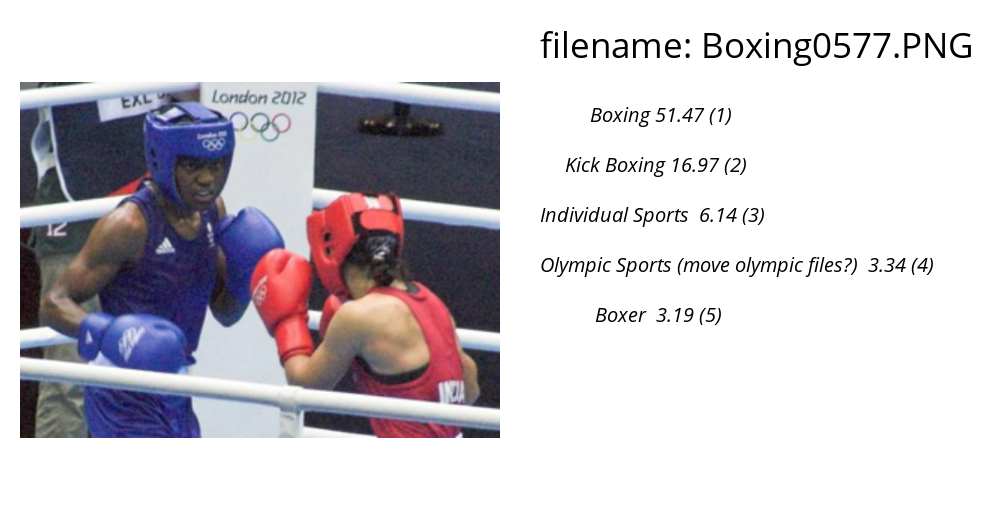 filename: Boxing0577.PNG
EXL
London 2012
Boxing 51.47 (1)
Kick Boxing 16.97 (2)
Individual Sports 6.14 (3)
Olympic Sports (move olympic files?) 3.34 (4)
Boxer 3.19 (5)
12
INDIA